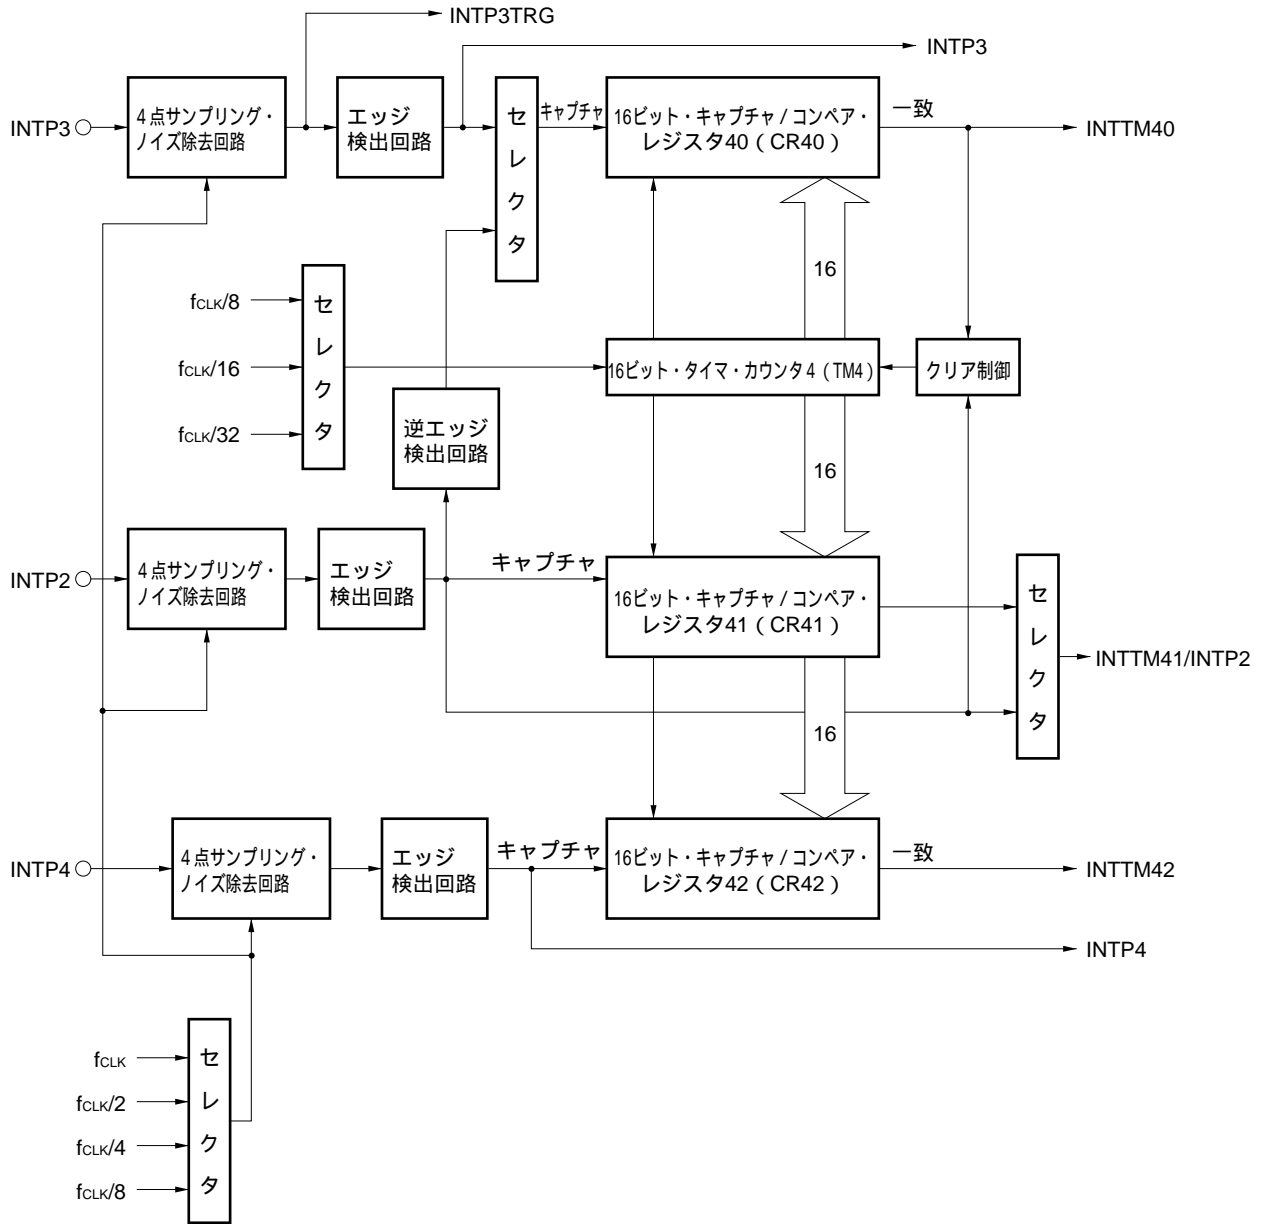 INTP3TRG
INTP3
INTP3
4点サンプリング・
ノイズ除去回路
エッジ
検出回路
セレクタ
キャプチャ
16ビット・キャプチャ/コンペア・
レジスタ40(CR40)
一致
INTTM40
16
fCLK/8
fCLK/16
fCLK/32
セレクタ
16ビット・タイマ・カウンタ4(TM4)
クリア制御
逆エッジ
検出回路
16
INTP2
4点サンプリング・
ノイズ除去回路
エッジ
検出回路
キャプチャ
16ビット・キャプチャ/コンペア・
レジスタ41(CR41)
セレクタ
INTTM41/INTP2
16
INTP4
4点サンプリング・
ノイズ除去回路
エッジ
検出回路
キャプチャ
16ビット・キャプチャ/コンペア・
レジスタ42(CR42)
一致
INTTM42
INTP4
fCLK
fCLK/2
fCLK/4
fCLK/8
セレクタ